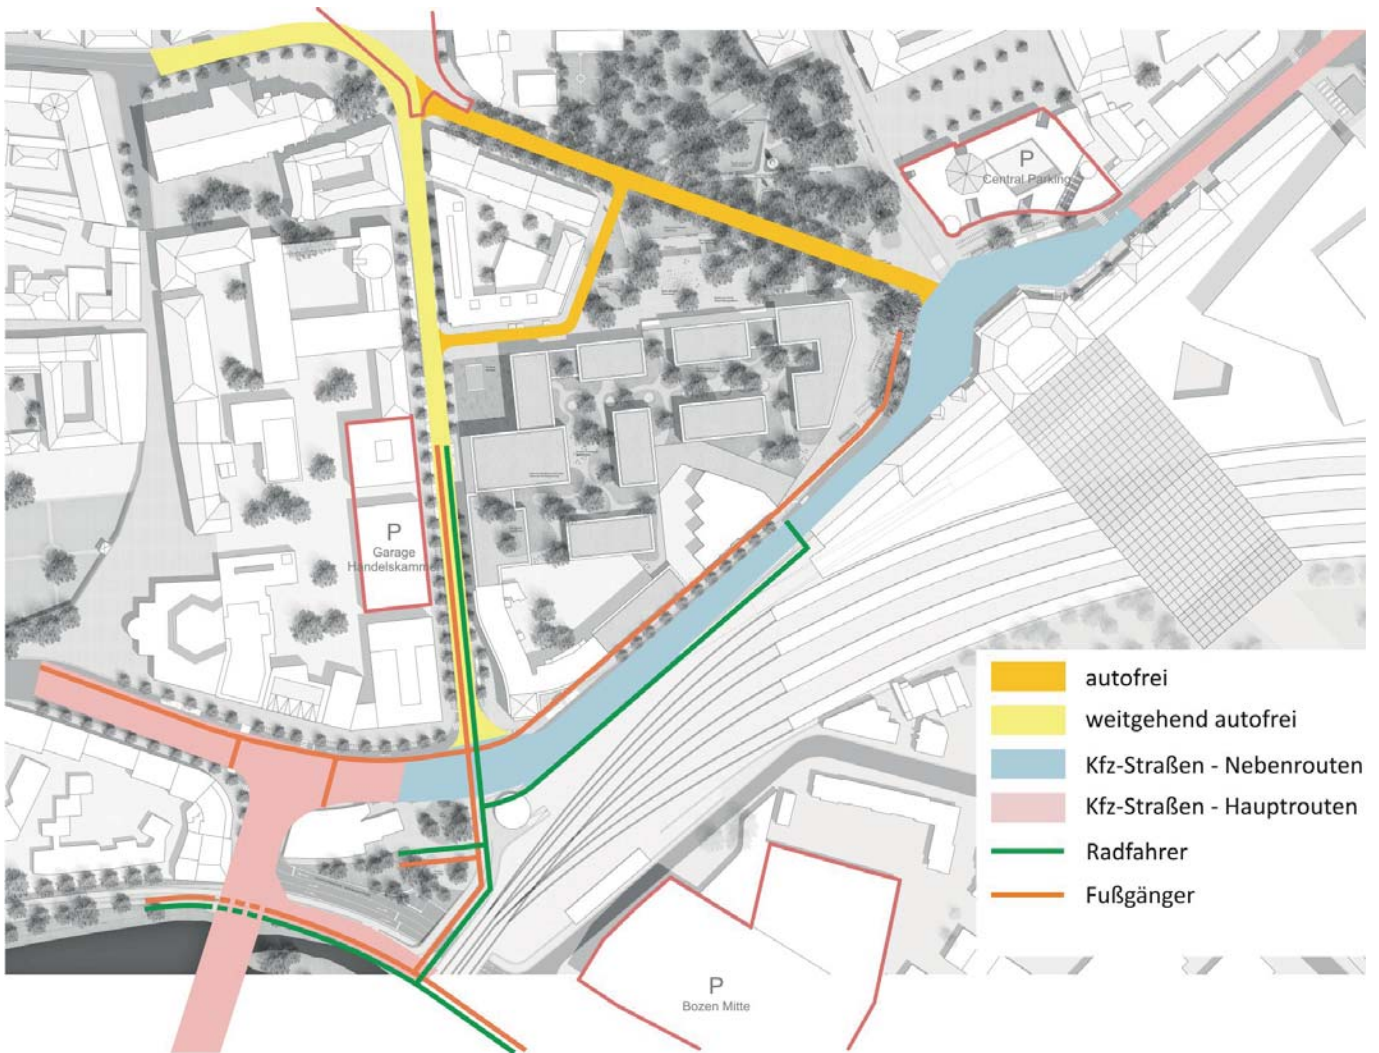 P
Central Parking
P
Garage
Handelskammer
autofrei
weitgehend autofrei
Kfz-Straßen - Nebenrouten
Kfz-Straßen - Hauptrouten
Radfahrer
Fußgänger
P
Bozen Mitte